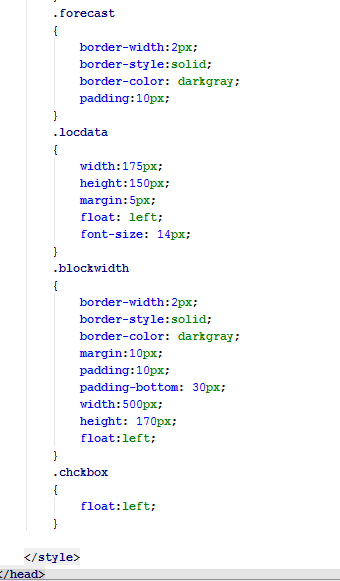 .forecast
{
border-width:2px;
border-style:solid;
border-color: darkgray;
padding:10px;
}
.locdata
{
width:175px;
height:150px;
margin:5px;
float: left;
font-size: 14px;
}
.blockwidth
{
border-width:2px;
border-style:solid;
border-color: darkgray;
margin:10px;
padding:10px;
padding-bottom: 30px;
width:500px;
height: 170px;
float:left;
}
.chckbox
{
float:left;
}
</style>
</head>